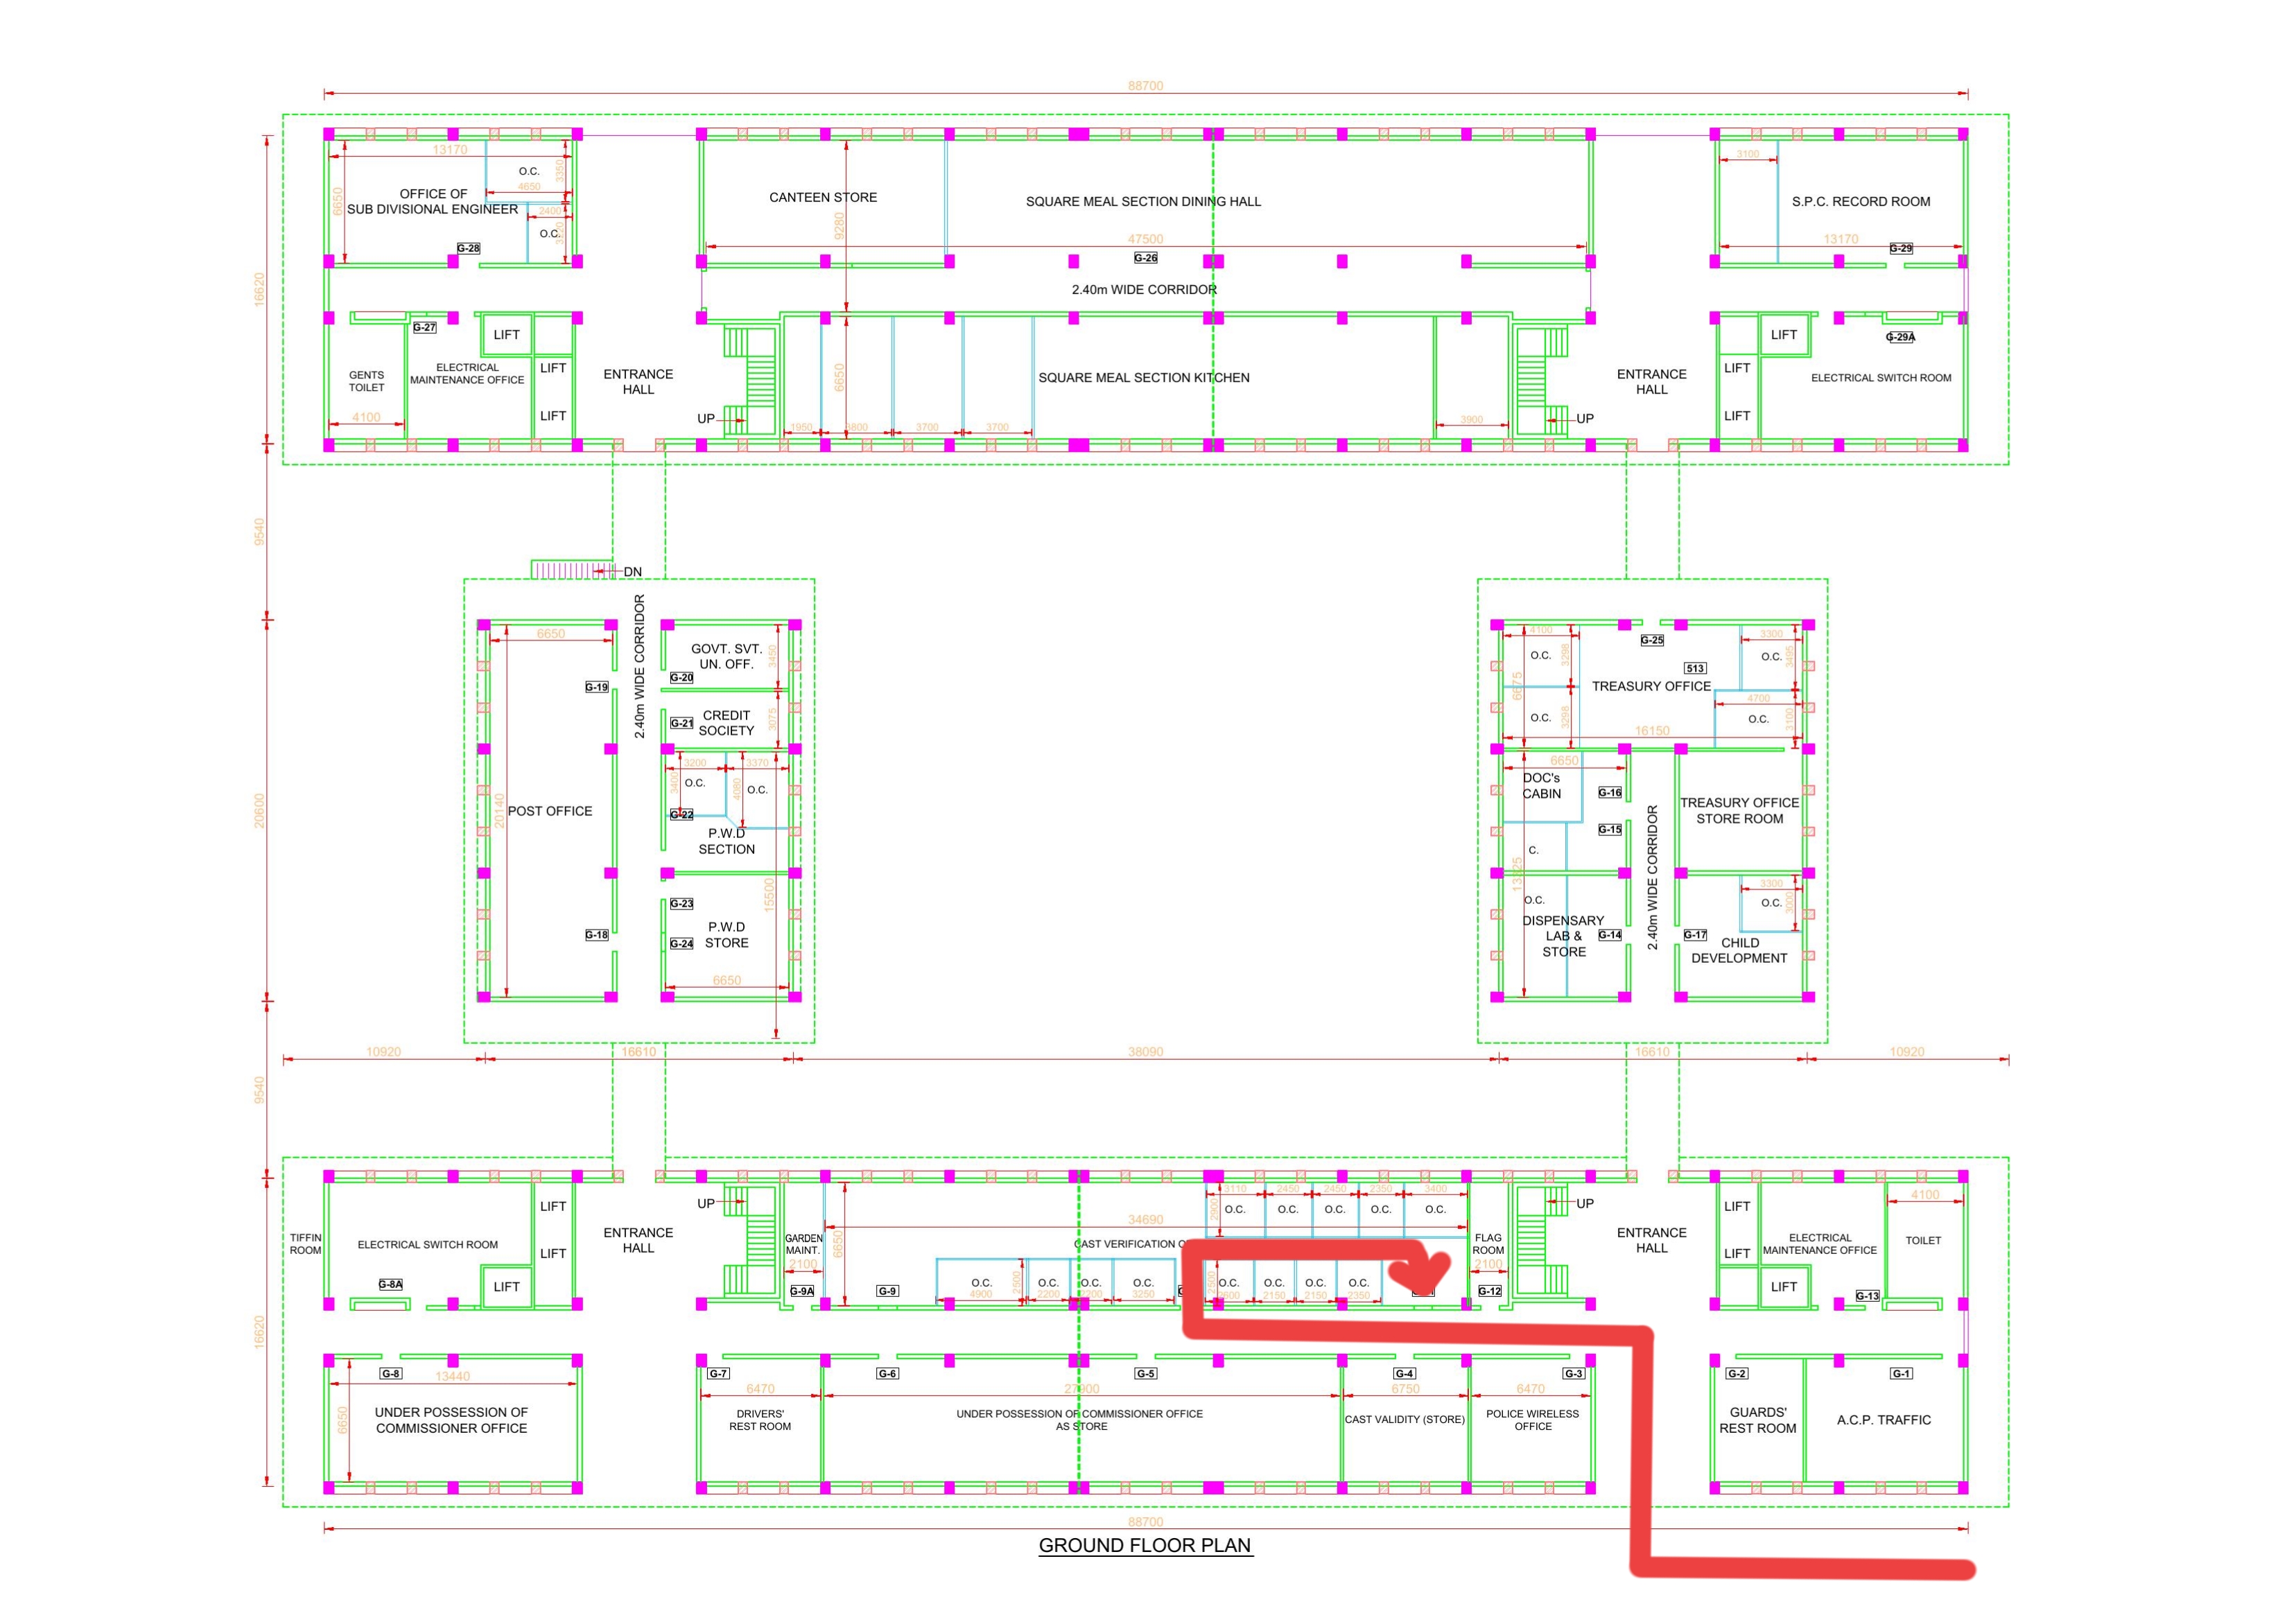 88700
13170
O.C.
3350
4650
OFFICE OF
SUB DIVISIONAL ENGINEER
6650
2400
O.C.
G-28
CANTEEN STORE
9280
SQUARE MEAL SECTION DINING HALL
47500
G-26
2.40m WIDE CORRIDOR
3100
S.P.C. RECORD ROOM
13170
G-29
16620
G-27
LIFT
GENTS
TOILET
4100
ELECTRICAL
MAINTENANCE OFFICE
LIFT
LIFT
ENTRANCE
HALL
UP
6650
1950
3800
3700
3700
SQUARE MEAL SECTION KITCHEN
3900
UP
ENTRANCE
HALL
LIFT
LIFT
LIFT
G-29A
ELECTRICAL SWITCH ROOM
9540
DN
6650
2.40m WIDE CORRIDOR
G-19
POST OFFICE
20140
G-18
GOVT. SVT.
UN. OFF.
3450
G-20
G-21
CREDIT
SOCIETY
3075
3200
3370
3400
O.C.
4080
O.C.
G-22
P.W.D
SECTION
15500
G-23
P.W.D
STORE
G-24
6650
20600
4100
G-25
3300
O.C.
3298
6675
513
O.C.
3495
TREASURY OFFICE
4700
O.C.
3298
O.C.
3100
16150
6650
DOC's
CABIN
G-16
G-15
C.
TREASURY OFFICE
STORE ROOM
2.40m WIDE CORRIDOR
O.C.
DISPENSARY
LAB &
STORE
G-14
G-17
3300
O.C.
3000
CHILD
DEVELOPMENT
10920
16610
38090
16610
10920
9540
TIFFIN
ROOM
ELECTRICAL SWITCH ROOM
LIFT
LIFT
LIFT
G-8A
ENTRANCE
HALL
UP
GARDEN
MAINT.
2100
G-9A
6650
34690
G-9
CAST VERIFICATION
O.C.
4900
2500
O.C.
2200
O.C.
2200
O.C.
3250
3110
2450
2450
2350
3400
2900
O.C.
O.C.
O.C.
O.C.
O.C.
O.C.
O.C.
2150
O.C.
2150
O.C.
2350
FLAG
ROOM
2100
G-12
UP
ENTRANCE
HALL
LIFT
LIFT
LIFT
ELECTRICAL
MAINTENANCE OFFICE
4100
TOILET
G-13
16620
G-8
13440
6650
UNDER POSSESSION OF
COMMISSIONER OFFICE
G-7
6470
DRIVERS'
REST ROOM
G-6
G-5
27900
UNDER POSSESSION OF COMMISSIONER OFFICE
AS STORE
G-4
6750
CAST VALIDITY (STORE)
G-3
6470
POLICE WIRELESS
OFFICE
G-2
GUARDS'
REST ROOM
G-1
A.C.P. TRAFFIC
88700
GROUND FLOOR PLAN